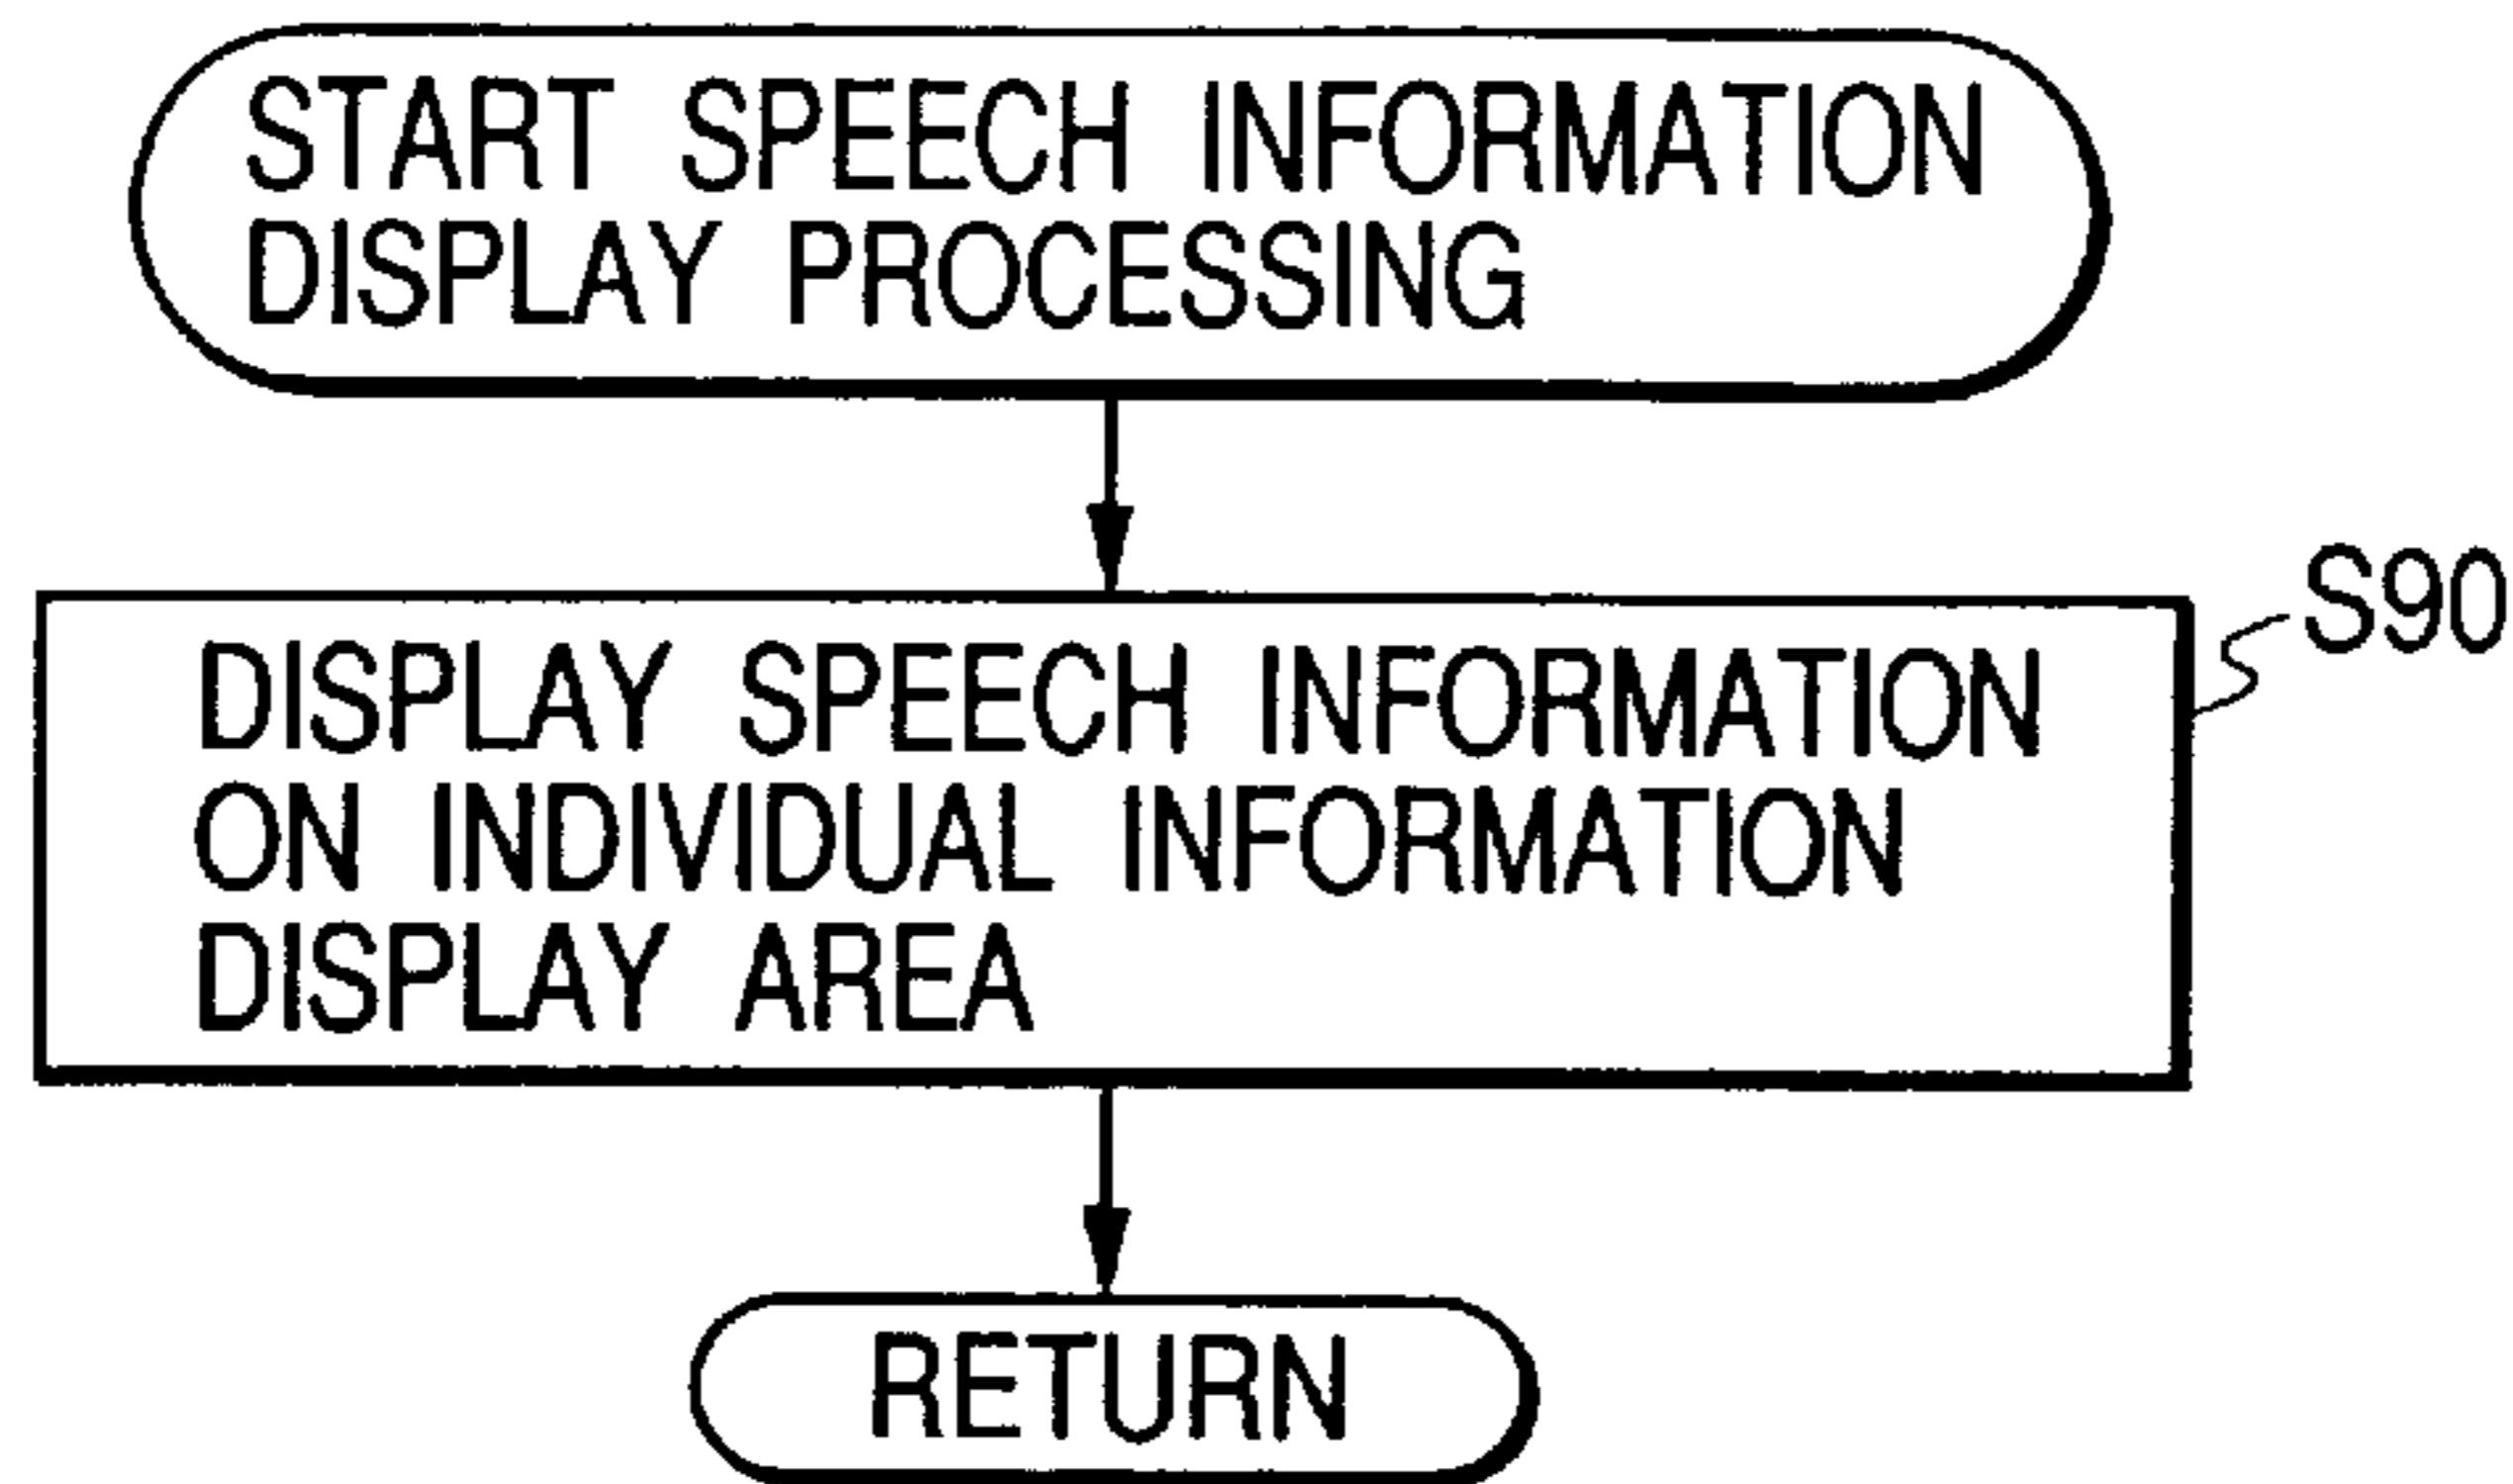 START SPEECH INFORMATION
DISPLAY PROCESSING
S90
DISPLAY SPEECH INFORMATION
ON INDIVIDUAL INFORMATION
DISPLAY AREA
RETURN